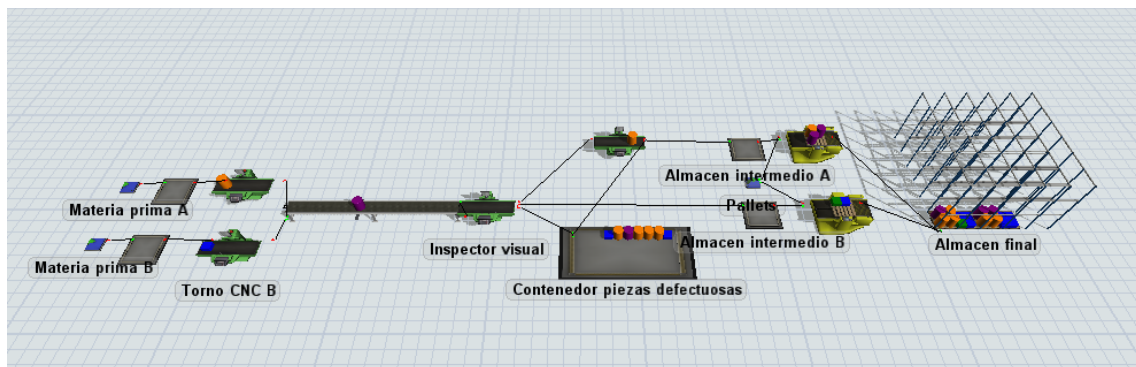 Materia prima A
Materia prima B
Torno CNC B
Inspector visual
Contenedor piezas defectuosas
Almacen intermedio A
Pallets
Almacen intermedio B
Almacen final